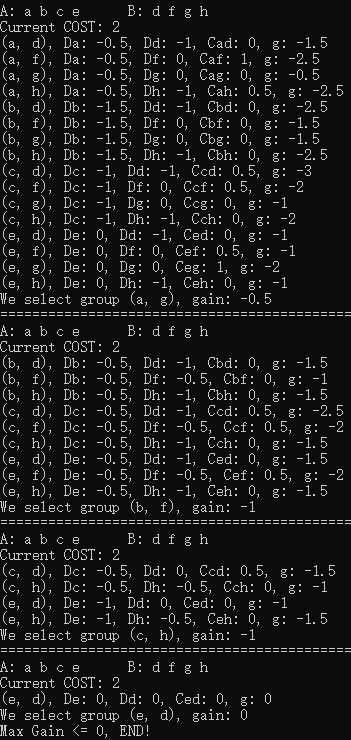 A: a b c e      B: d f g h
Current COST: 2
(a, d), Da: -0.5, Dd: -1, Cad: 0, g: -1.5
(a, f), Da: -0.5, Df: 0, Caf: 1, g: -2.5
(a, g), Da: -0.5, Dg: 0, Cag: 0, g: -0.5
(a, h), Da: -0.5, Dh: -1, Cah: 0.5, g: -2.5
(b, d), Db: -1.5, Dd: -1, Cbd: 0, g: -2.5
(b, f), Db: -1.5, Df: 0, Cbf: 0, g: -1.5
(b, g), Db: -1.5, Dg: 0, Cbg: 0, g: -1.5
(b, h), Db: -1.5, Dh: -1, Cbh: 0, g: -2.5
(c, d), Dc: -1, Dd: -1, Ccd: 0.5, g: -3
(c, f), Dc: -1, Df: 0, Ccf: 0.5, g: -2
(c, g), Dc: -1, Dg: 0, Ccg: 0, g: -1
(c, h), Dc: -1, Dh: -1, Cch: 0, g: -2
(e, d), De: 0, Dd: -1, Ced: 0, g: -1
(e, f), De: 0, Df: 0, Cef: 0.5, g: -1
(e, g), De: 0, Dg: 0, Ceg: 1, g: -2
(e, h), De: 0, Dh: -1, Ceh: 0, g: -1
We select group (a, g), gain: -0.5
==========================================
A: a b c e      B: d f g h
Current COST: 2
(b, d), Db: -0.5, Dd: -1, Cbd: 0, g: -1.5
(b, f), Db: -0.5, Df: -0.5, Cbf: 0, g: -1
(b, h), Db: -0.5, Dh: -1, Cbh: 0, g: -1.5
(c, d), Dc: -0.5, Dd: -1, Ccd: 0.5, g: -2.5
(c, f), Dc: -0.5, Df: -0.5, Ccf: 0.5, g: -2
(c, h), Dc: -0.5, Dh: -1, Cch: 0, g: -1.5
(e, d), De: -0.5, Dd: -1, Ced: 0, g: -1.5
(e, f), De: -0.5, Df: -0.5, Cef: 0.5, g: -2
(e, h), De: -0.5, Dh: -1, Ceh: 0, g: -1.5
We select group (b, f), gain: -1
==========================================
A: a b c e      B: d f g h
Current COST: 2
(c, d), Dc: -0.5, Dd: 0, Ccd: 0.5, g: -1.5
(c, h), Dc: -0.5, Dh: -0.5, Cch: 0, g: -1
(e, d), De: -1, Dd: 0, Ced: 0, g: -1
(e, h), De: -1, Dh: -0.5, Ceh: 0, g: -1.5
We select group (c, h), gain: -1
==========================================
A: a b c e      B: d f g h
Current COST: 2
(e, d), De: 0, Dd: 0, Ced: 0, g: 0
We select group (e, d), gain: 0
Max Gain <= 0, END!